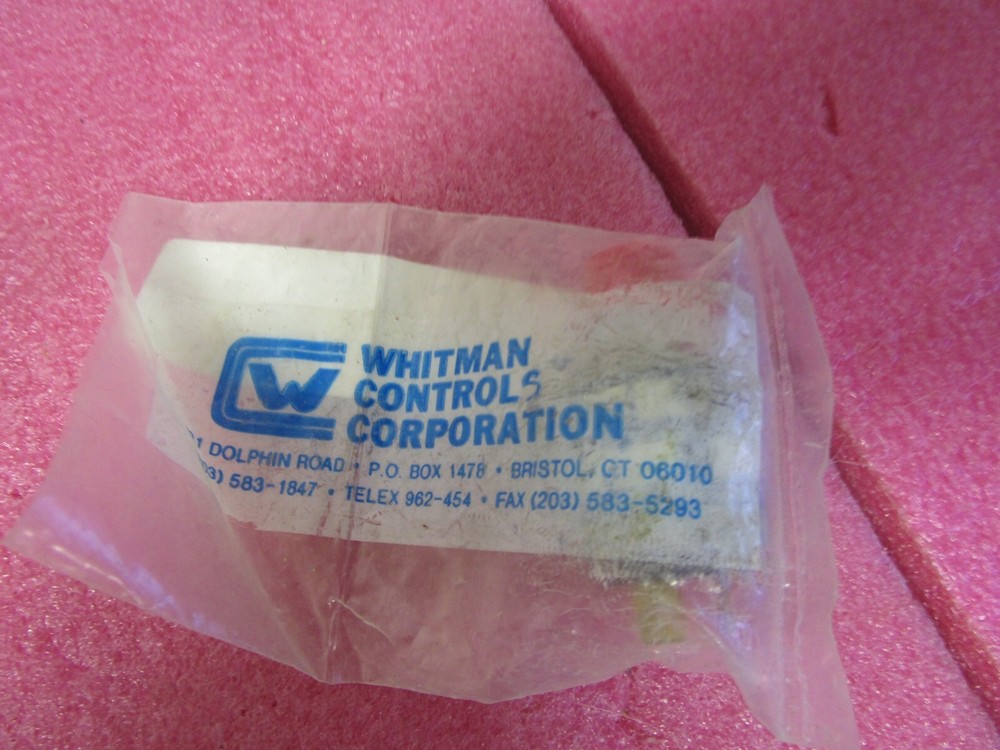 W WHITMAN
CONTROLS
CORPORATION
DOLPHIN ROAD • P.O. BOX 1478 • BRISTOL, CT 06010
583-1847 • TELEX 962-454 • FAX (203) 583-5293